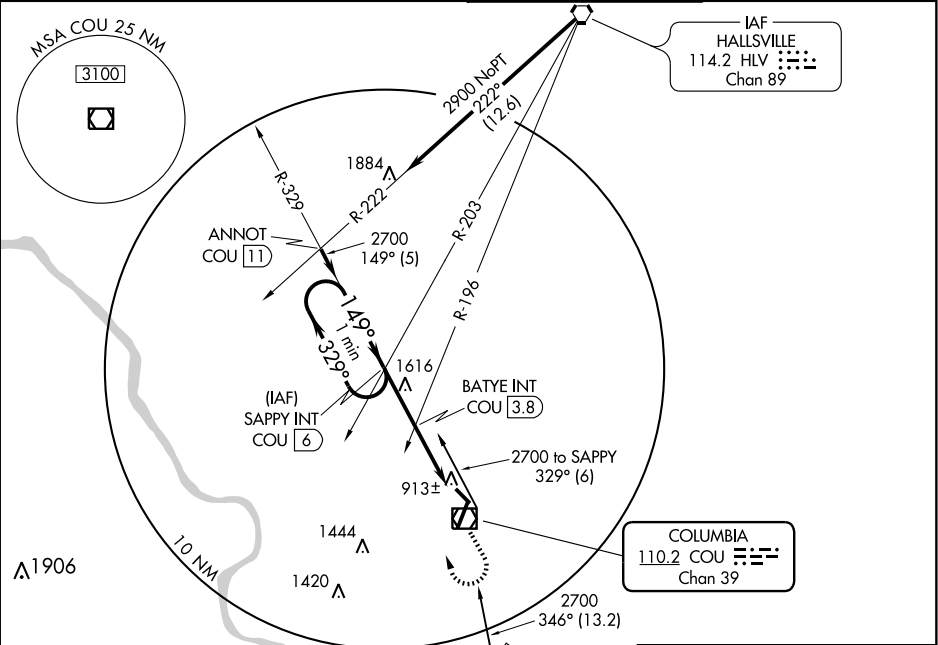 MSA COU 25 NM
3100
IAF
HALLSVILLE
114.2 HLV
Chan 89
2900 NoPT
222°
(12.6)
1884
R-329
R-222
R-203
R-196
ANNOT
COU 11
2700
149° (5)
149°
1 min
329°
(IAF)
SAPPY INT
COU 6
1616
BATYE INT
COU 3.8
2700 to SAPPY
329° (6)
913±
1444
1420
10 NM
1906
COLUMBIA
110.2 COU
Chan 39
2700
346° (13.2)